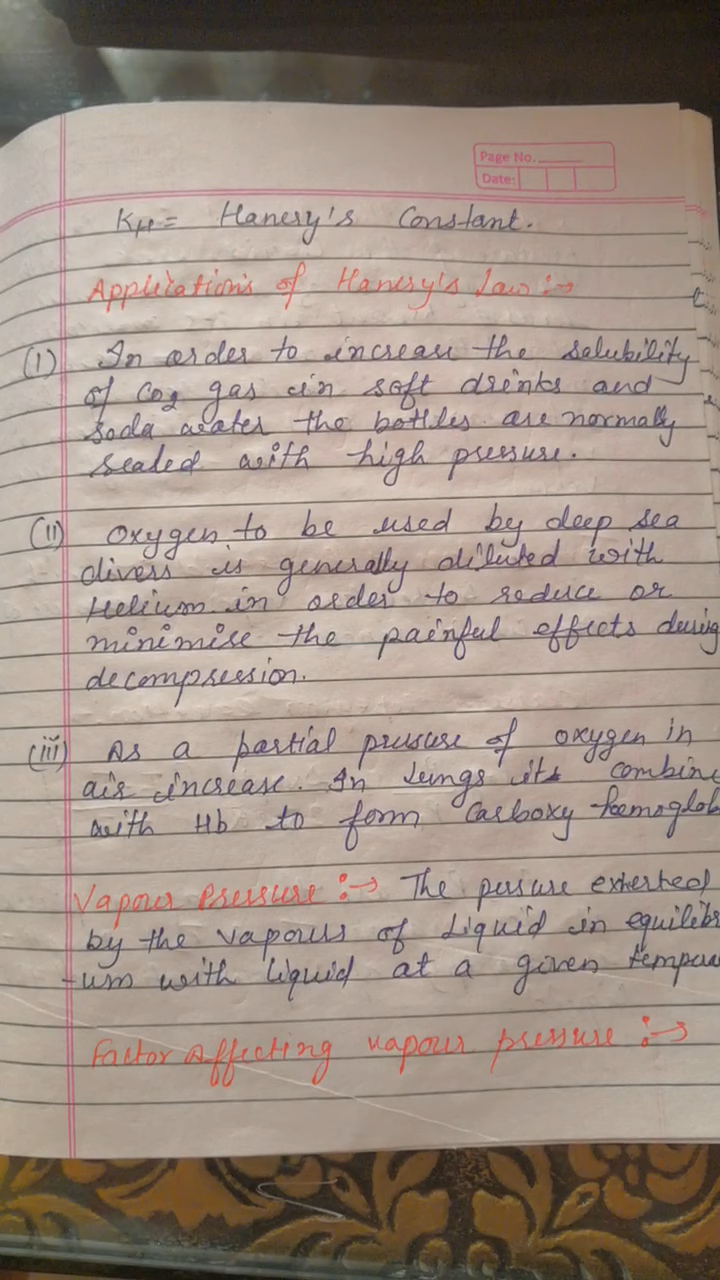 Page No.
Date:
KH = Henry's Constant.
Applications of Henry's Law :→
(I) In order to increase the solubility
of CO2 gas in soft drinks and
soda water the bottles are normally
sealed with high pressure.
(II) Oxygen to be used by deep sea
divers is generally diluted with
Helium in order to reduce or
minimise the painful effects during
decompression.
(iii) As a partial pressure of oxygen in
air increase. In Lungs its combine
with Hb to form Carboxy-haemoglob
Vapour Pressure :→ The pressure exherted
by the vapours of Liquid in equilibr
-ium with liquid at a given tempera
Factor Affecting vapour pressure :→